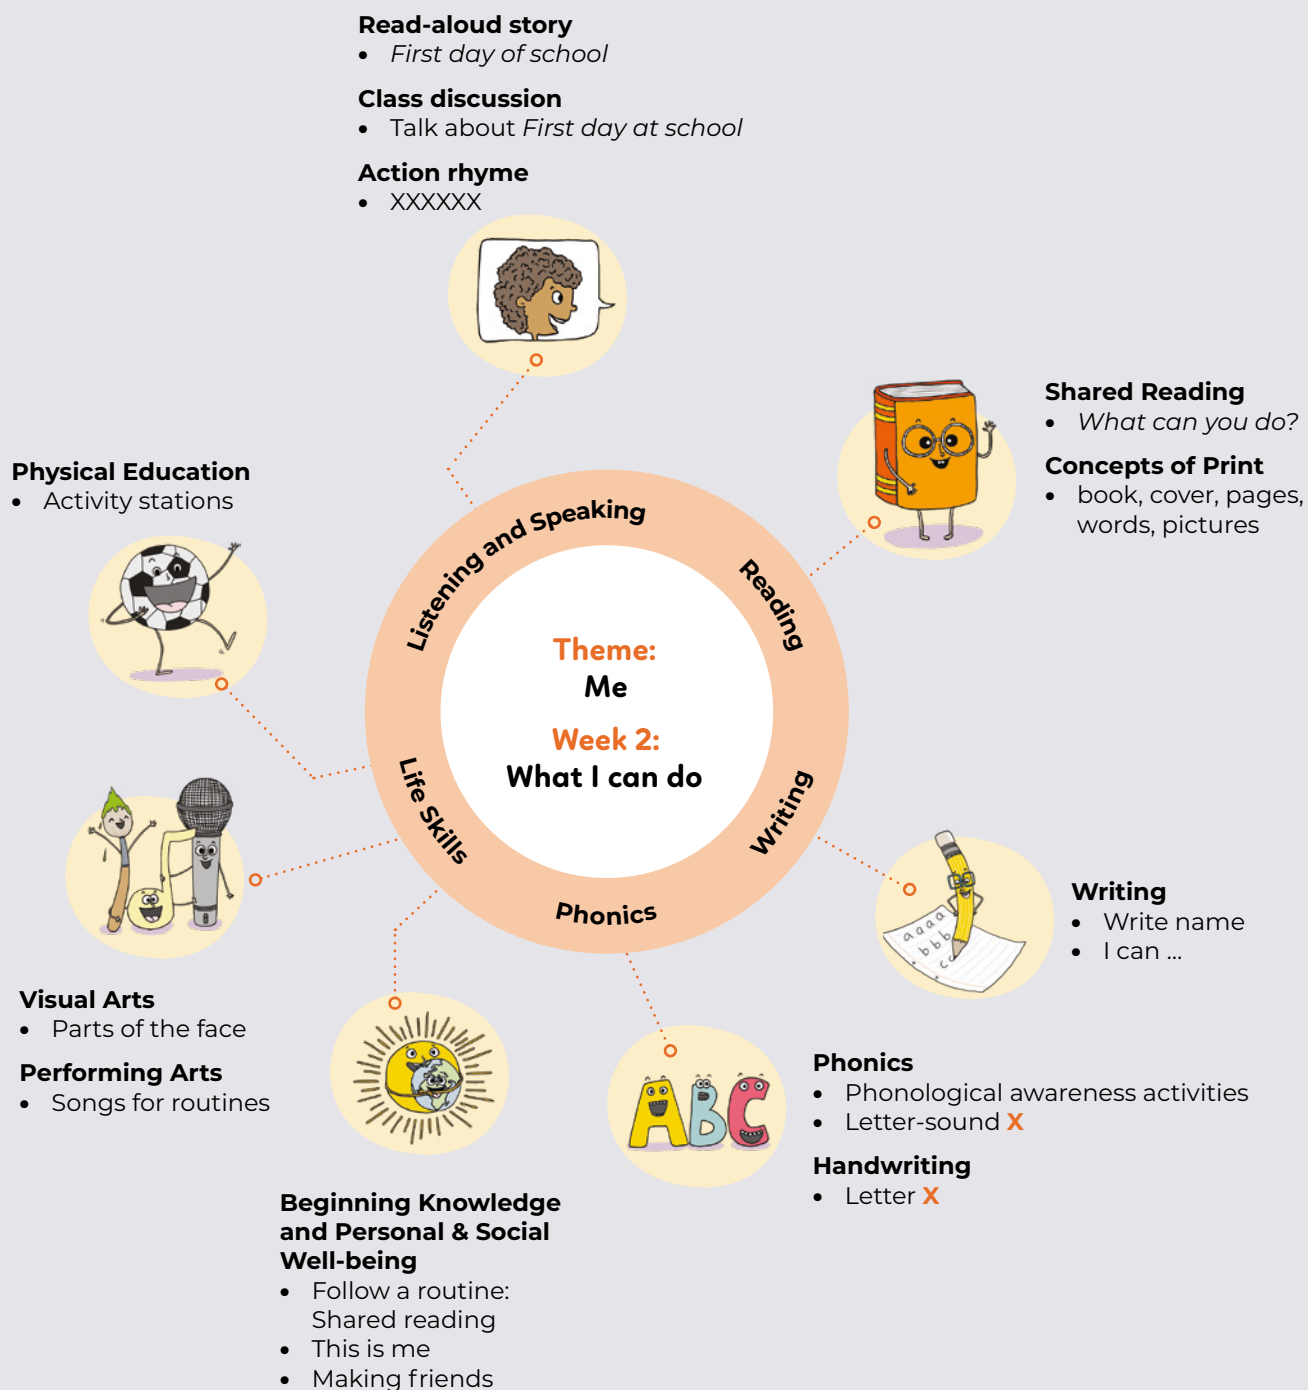 Read-aloud story
• First day of school
Class discussion
• Talk about First day at school
Action rhyme
• XXXXXX
Shared Reading
• What can you do?
Concepts of Print
• book, cover, pages,
words, pictures
Physical Education
• Activity stations
Listening and Speaking
Reading
Writing
Phonics
Life Skills
Theme:
Me
Week 2:
What I can do
Writing
• Write name
• I can ...
aaaa
bbb
cc
Visual Arts
• Parts of the face
Performing Arts
• Songs for routines
ABC
Phonics
• Phonological awareness activities
• Letter-sound X
Handwriting
• Letter X
Beginning Knowledge
and Personal & Social
Well-being
• Follow a routine:
Shared reading
• This is me
• Making friends